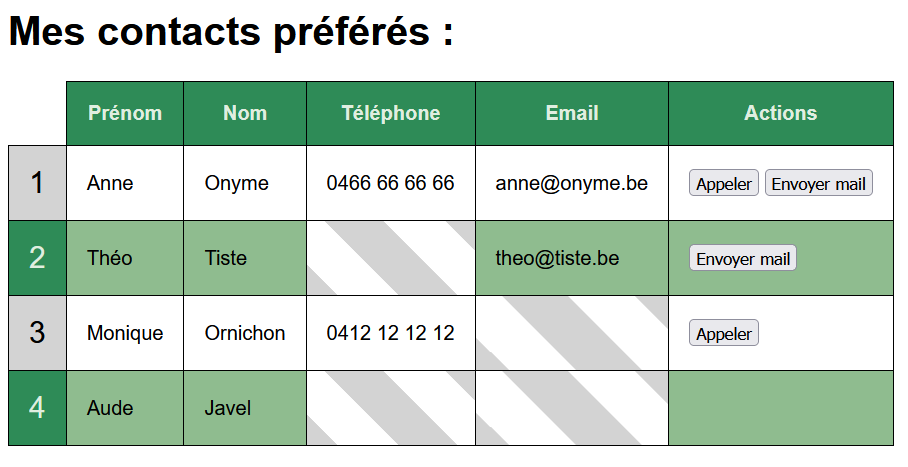 Mes contacts préférés :
Prénom Nom Téléphone Email Actions
1 Anne Onyme 0466 66 66 66 anne@onyme.be Appeler Envoyer mail
2 Théo Tiste theo@tiste.be Envoyer mail
3 Monique Ornichon 0412 12 12 12 Appeler
4 Aude Javel